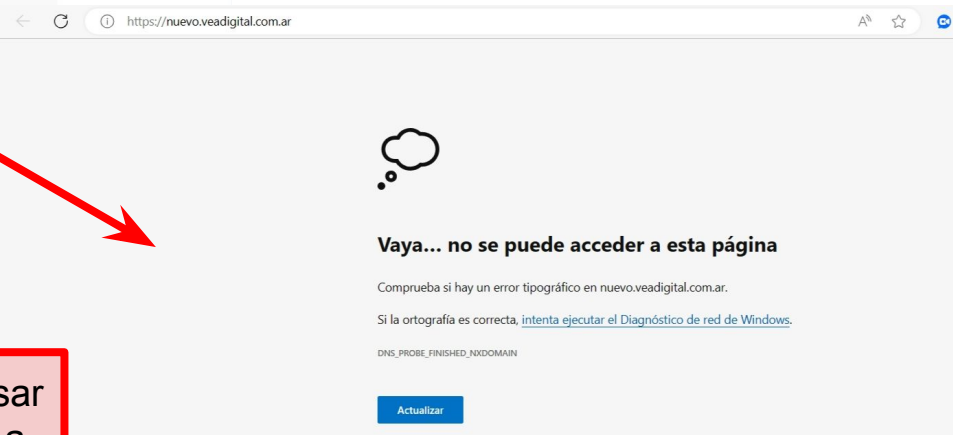 https://nuevo.veadigital.com.ar
Vaya... no se puede acceder a esta página
Comprueba si hay un error tipográfico en nuevo.veadigital.com.ar.
Si la ortografía es correcta, intenta ejecutar el Diagnóstico de red de Windows.
DNS_PROBE_FINISHED_NXDOMAIN
Actualizar